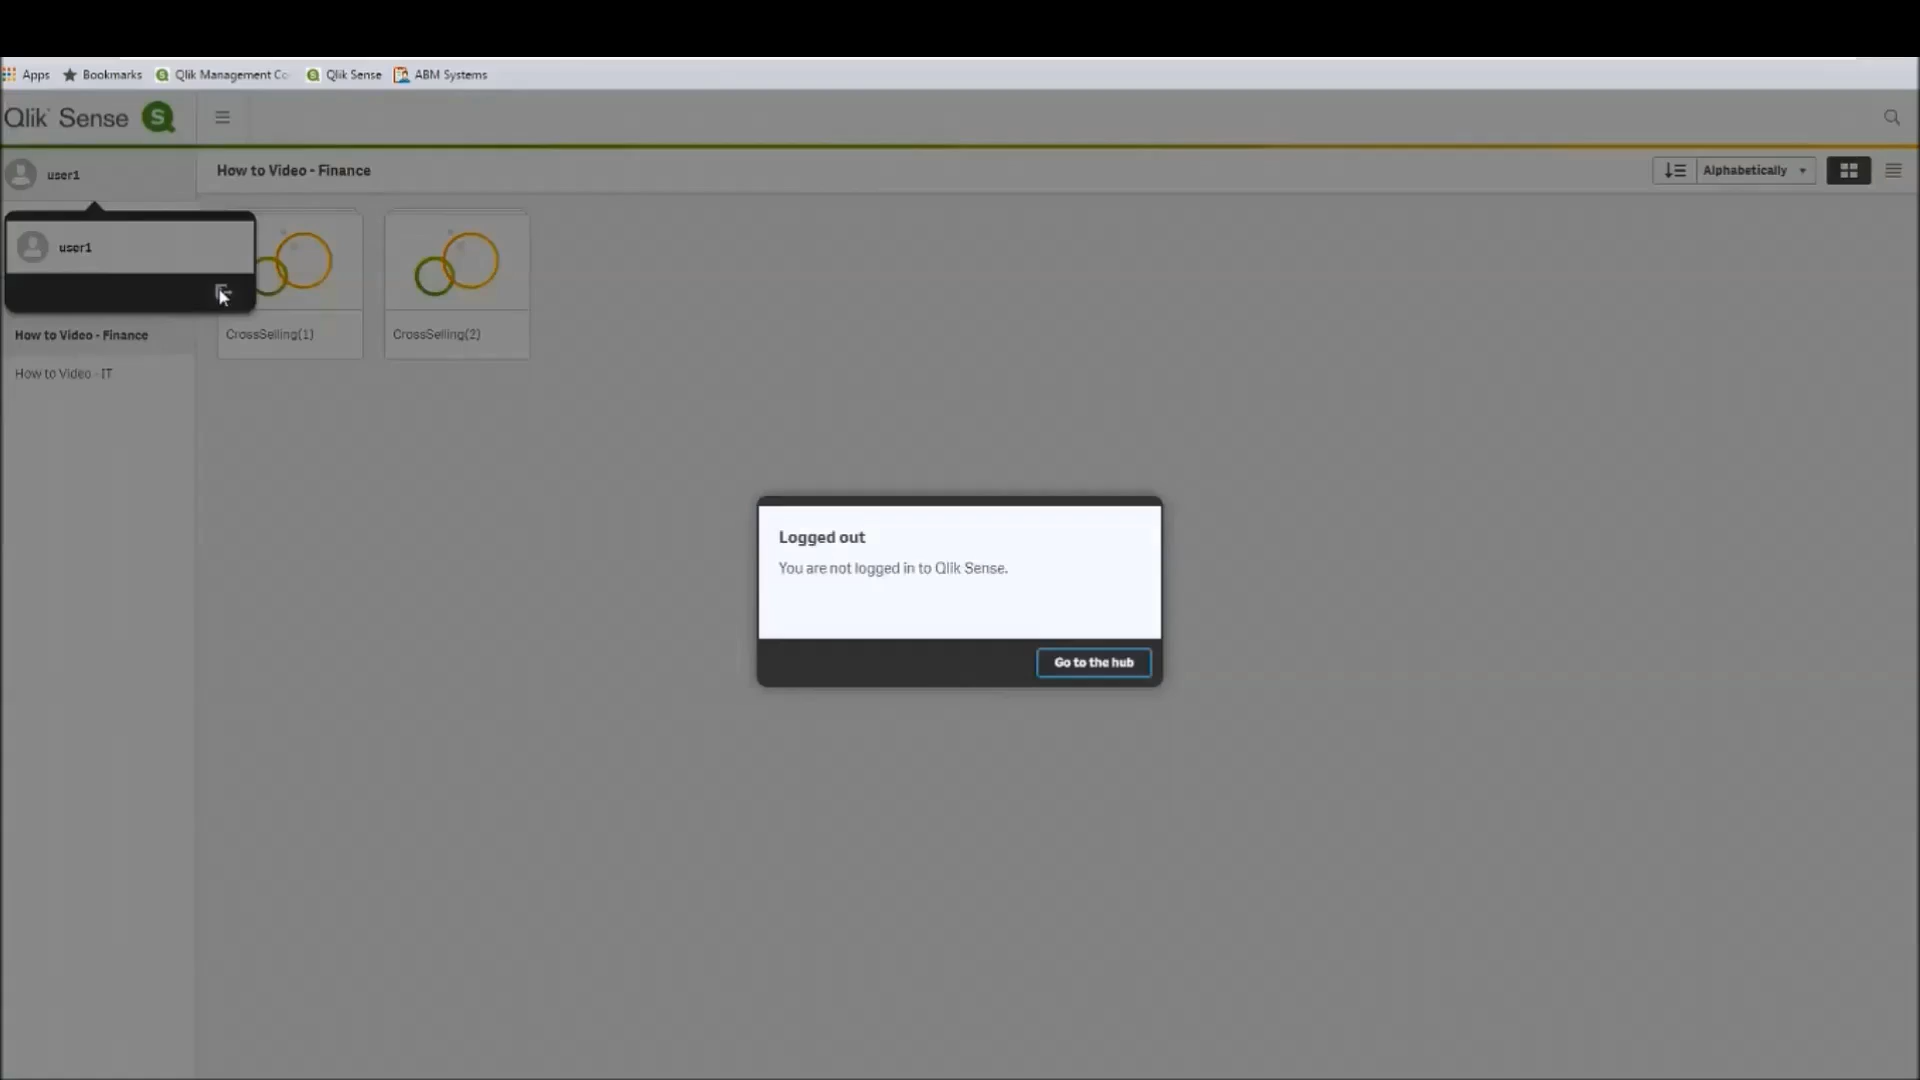 Apps Bookmarks Qlik Management Co Qlik Sense ABM Systems
Qlik Sense S
user1
How to Video - Finance
Alphabetically
user1
How to Video - Finance
How to Video - IT
CrossSelling(1)
CrossSelling(2)
Logged out
You are not logged in to Qlik Sense.
Go to the hub